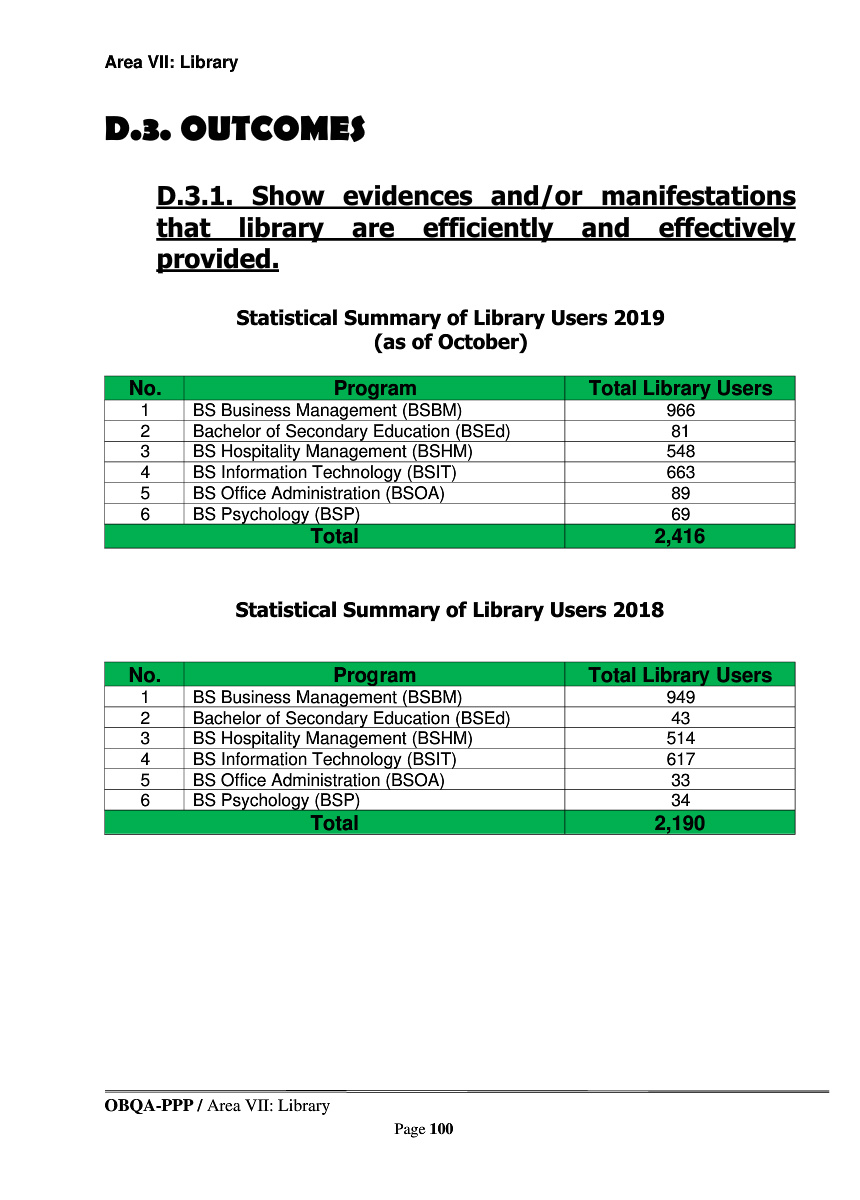 Area VII: Library
D.3. OUTCOMES
D.3.1. Show evidences and/or manifestations
that library are efficiently and effectively
provided.
Statistical Summary of Library Users 2019
(as of October)
No. Program Total Library Users
1 BS Business Management (BSBM) 966
2 Bachelor of Secondary Education (BSEd) 81
3 BS Hospitality Management (BSHM) 548
4 BS Information Technology (BSIT) 663
5 BS Office Administration (BSOA) 89
6 BS Psychology (BSP) 69
Total 2,416
Statistical Summary of Library Users 2018
No. Program Total Library Users
1 BS Business Management (BSBM) 949
2 Bachelor of Secondary Education (BSEd) 43
3 BS Hospitality Management (BSHM) 514
4 BS Information Technology (BSIT) 617
5 BS Office Administration (BSOA) 33
6 BS Psychology (BSP) 34
Total 2,190
OBQA-PPP / Area VII: Library
Page 100